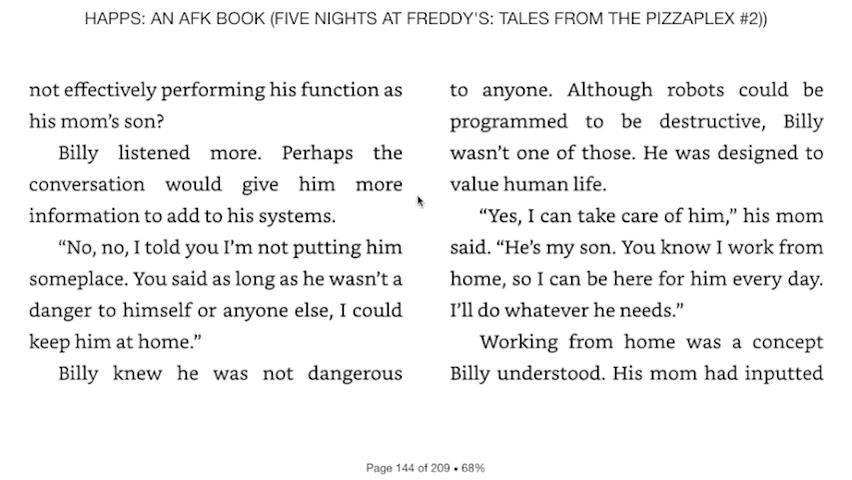 HAPPS: AN AFK BOOK (FIVE NIGHTS AT FREDDY'S: TALES FROM THE PIZZAPLEX #2))
not effectively performing his function as
his mom’s son?
Billy listened more. Perhaps the
conversation would give him more
information to add to his systems.
“No, no, I told you I’m not putting him
someplace. You said as long as he wasn’t a
danger to himself or anyone else, I could
keep him at home.”
Billy knew he was not dangerous
to anyone. Although robots could be
programmed to be destructive, Billy
wasn’t one of those. He was designed to
value human life.
“Yes, I can take care of him,” his mom
said. “He’s my son. You know I work from
home, so I can be here for him every day.
I’ll do whatever he needs.”
Working from home was a concept
Billy understood. His mom had inputted
Page 144 of 209 • 68%